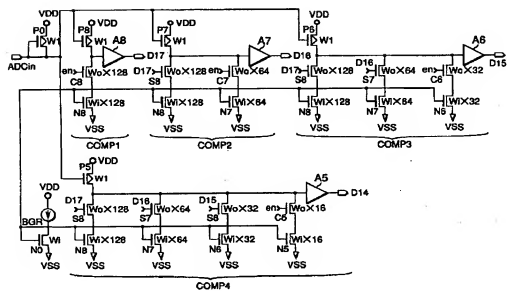 VDD VDD VDD VDD
P0 P8 P7 P6
W1 W1 W1 W1
A8 A7 A6
ADCin D17 D16 D15
en Wo×128 D17 Wo×128 en Wo×64 D17 Wo×128 D16 Wo×64 en Wo×32
C8 S8 C7 S8 S7 C6
Wi×128 Wi×128 Wi×64 Wi×128 Wi×64 Wi×32
N8 N8 N7 N8 N7 N6
VSS VSS VSS VSS VSS VSS
COMP1 COMP2 COMP3
P5 VDD
W1
A5
D14
VDD D17 Wo×128 D16 Wo×64 D15 Wo×32 en Wo×16
S8 S7 S8 C5
BGR
Wi Wi×128 Wi×64 Wi×32 Wi×16
N0 N8 N7 N6 N5
VSS VSS VSS VSS VSS
COMP4